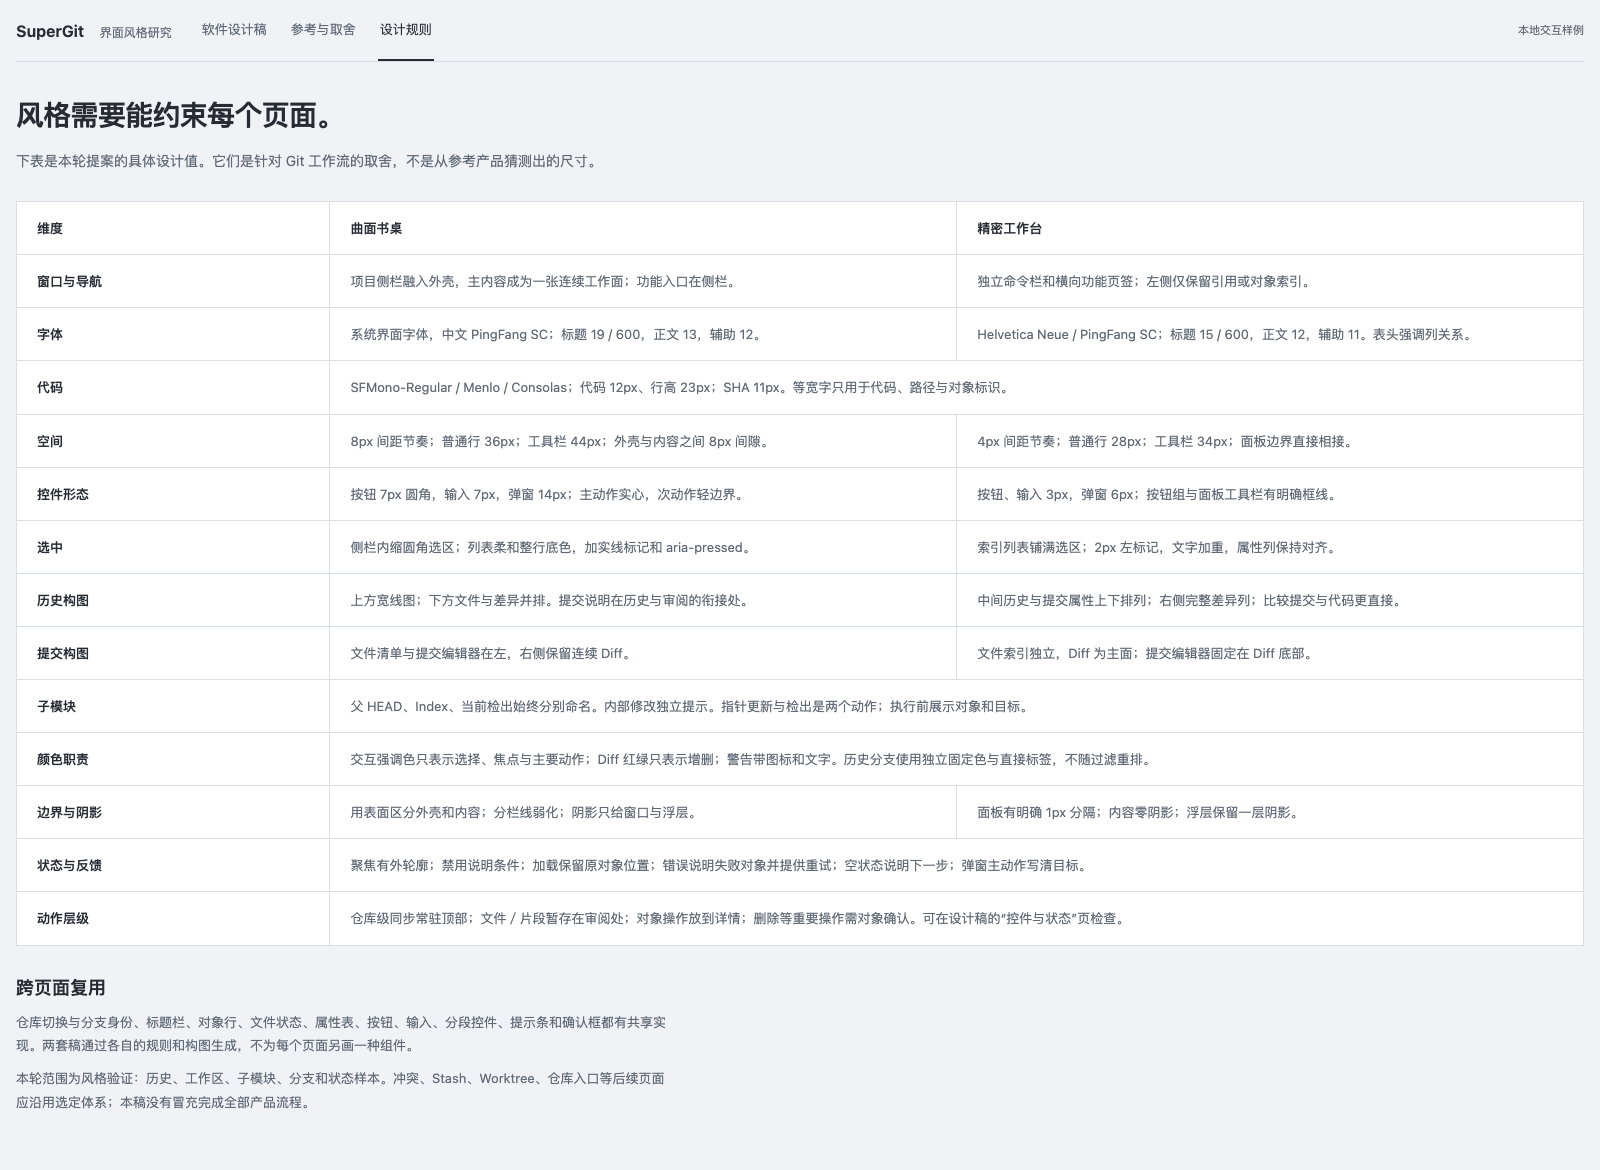 SuperGit 界面风格研究 软件设计稿 参考与取舍 设计规则 本地交互样例
风格需要能约束每个页面。
下表是本轮提案的具体设计值。它们是针对 Git 工作流的取舍，不是从参考产品猜测出的尺寸。
维度 曲面书桌 精密工作台
窗口与导航 项目侧栏融入外壳，主内容成为一张连续工作面；功能入口在侧栏。 独立命令栏和横向功能页签；左侧仅保留引用或对象索引。
字体 系统界面字体，中文 PingFang SC；标题 19 / 600，正文 13，辅助 12。 Helvetica Neue / PingFang SC；标题 15 / 600，正文 12，辅助 11。表头强调列关系。
代码 SFMono-Regular / Menlo / Consolas；代码 12px、行高 23px；SHA 11px。等宽字只用于代码、路径与对象标识。
空间 8px 间距节奏；普通行 36px；工具栏 44px；外壳与内容之间 8px 间隙。 4px 间距节奏；普通行 28px；工具栏 34px；面板边界直接相接。
控件形态 按钮 7px 圆角，输入 7px，弹窗 14px；主动作实心，次动作轻边界。 按钮、输入 3px，弹窗 6px；按钮组与面板工具栏有明确框线。
选中 侧栏内缩圆角选区；列表柔和整行底色，加实线标记和 aria-pressed。 索引列表铺满选区；2px 左标记，文字加重，属性列保持对齐。
历史构图 上方宽线图；下方文件与差异并排。提交说明在历史与审阅的衔接处。 中间历史与提交属性上下排列；右侧完整差异列；比较提交与代码更直接。
提交构图 文件清单与提交编辑器在左，右侧保留连续 Diff。 文件索引独立，Diff 为主面；提交编辑器固定在 Diff 底部。
子模块 父 HEAD、Index、当前检出始终分别命名。内部修改独立提示。指针更新与检出是两个动作；执行前展示对象和目标。
颜色职责 交互强调色只表示选择、焦点与主要动作；Diff 红绿只表示增删；警告带图标和文字。历史分支使用独立固定色与直接标签，不随过滤重排。
边界与阴影 用表面区分外壳和内容；分栏线弱化；阴影只给窗口与浮层。 面板有明确 1px 分隔；内容零阴影；浮层保留一层阴影。
状态与反馈 聚焦有外轮廓；禁用说明条件；加载保留原对象位置；错误说明失败对象并提供重试；空状态说明下一步；弹窗主动作写清目标。
动作层级 仓库级同步常驻顶部；文件 / 片段暂存在审阅处；对象操作放到详情；删除等重要操作需对象确认。可在设计稿的“控件与状态”页检查。
跨页面复用
仓库切换与分支身份、标题栏、对象行、文件状态、属性表、按钮、输入、分段控件、提示条和确认框都有共享实
现。两套稿通过各自的规则和构图生成，不为每个页面另画一种组件。
本轮范围为风格验证：历史、工作区、子模块、分支和状态样本。冲突、Stash、Worktree、仓库入口等后续页面
应沿用选定体系；本稿没有冒充完成全部产品流程。